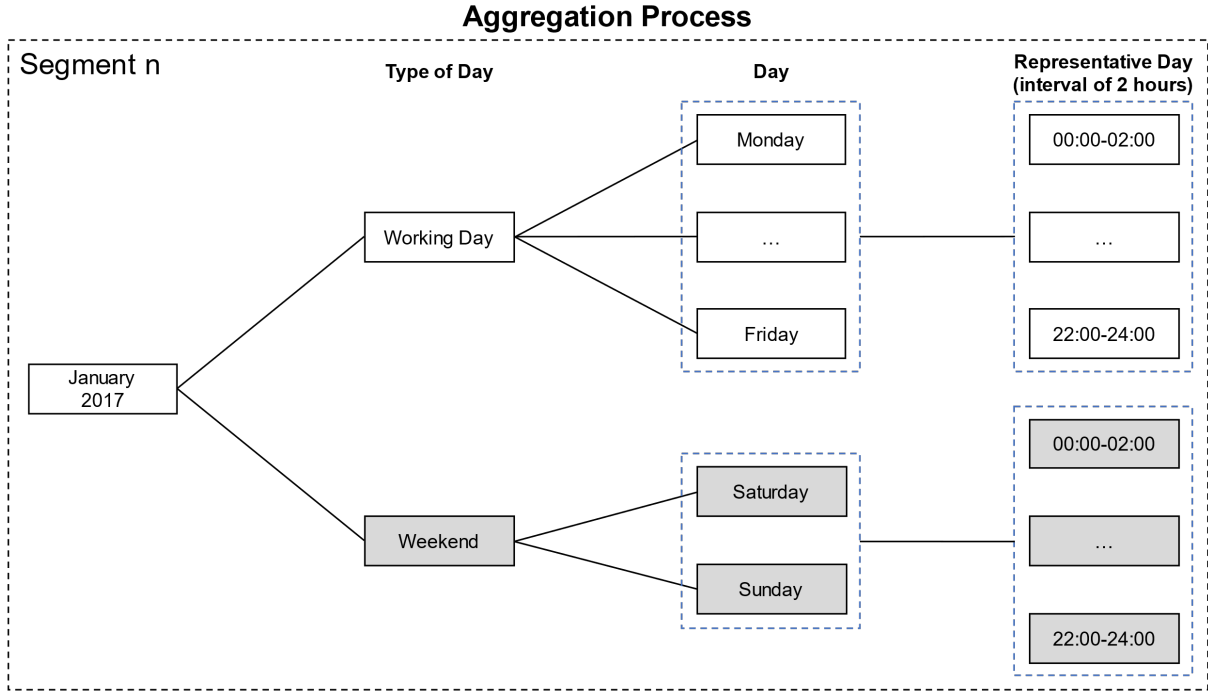 Aggregation Process
Segment n
Type of Day
Day
Representative Day
(interval of 2 hours)
Monday
00:00-02:00
Working Day
...
...
Friday
22:00-24:00
January
2017
00:00-02:00
Saturday
Weekend
...
Sunday
22:00-24:00